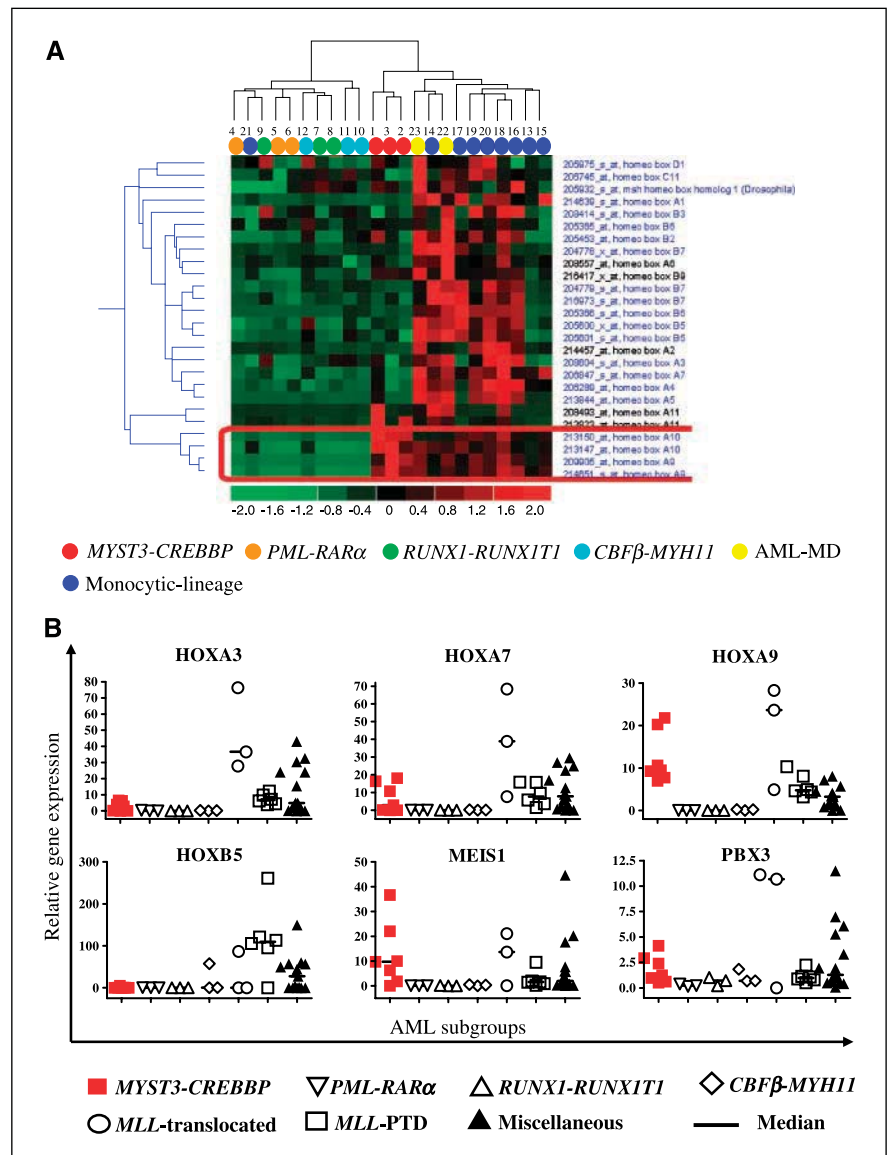 A
4 21 9 5 6 12 7 8 11 10 1 3 2 23 14 22 17 19 20 18 16 13 15
205975_s_at, homeo box D1
206745_at, homeo box C11
205932_s_at, msh homeo box homolog 1 (Drosophila)
214639_s_at, homeo box A1
208414_s_at, homeo box B3
205366_at, homeo box B6
205453_at, homeo box B2
204778_x_at, homeo box B7
208557_at, homeo box A6
216417_x_at, homeo box B9
204779_s_at, homeo box B7
216973_s_at, homeo box B7
205366_s_at, homeo box B6
205600_x_at, homeo box B5
205601_s_at, homeo box B5
214457_at, homeo box A2
208604_s_at, homeo box A3
206847_s_at, homeo box A7
206289_at, homeo box A4
213844_at, homeo box A5
208493_at, homeo box A11
213823_at, homeo box A11
213150_at, homeo box A10
213147_at, homeo box A10
209905_at, homeo box A9
214651_s_at, homeo box A9
-2.0 -1.6 -1.2 -0.8 -0.4 0 0.4 0.8 1.2 1.6 2.0
MYST3-CREBBP PML-RARα RUNX1-RUNX1T1 CBFβ-MYH11 AML-MD
Monocytic-lineage
B
Relative gene expression
HOXA3
80
70
60
50
40
30
20
10
0
HOXA7
70
60
50
40
30
20
10
0
HOXA9
30
20
10
0
HOXB5
300
200
100
0
MEIS1
50
40
30
20
10
0
PBX3
12.5
10.0
7.5
5.0
2.5
0.0
AML subgroups
MYST3-CREBBP PML-RARα RUNX1-RUNX1T1 CBFβ-MYH11
MLL-translocated MLL-PTD Miscellaneous Median